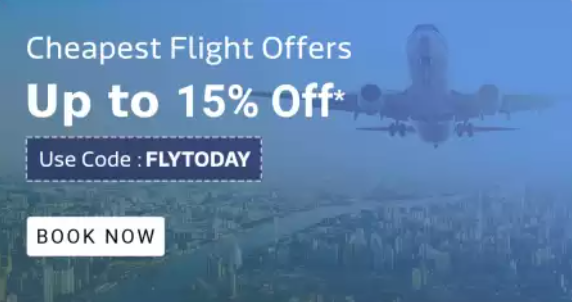 Cheapest Flight Offers
Up to 15% Off*
Use Code : FLYTODAY
BOOK NOW